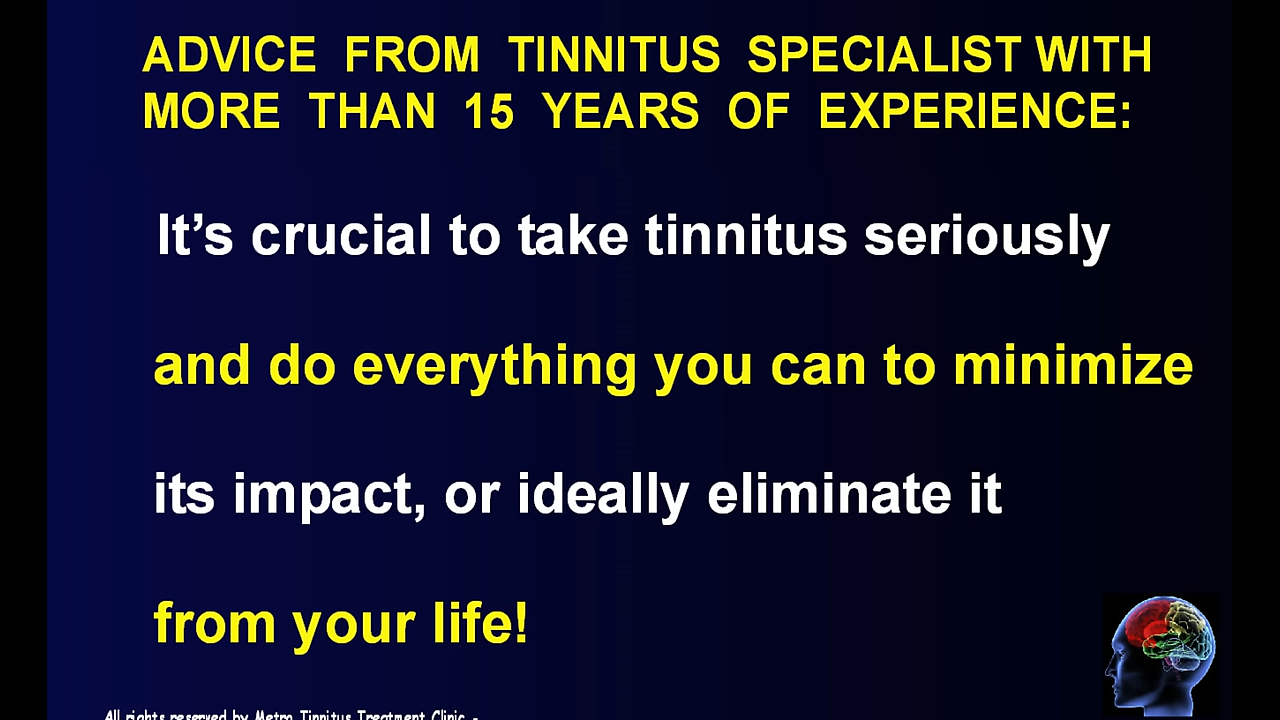 ADVICE FROM TINNITUS SPECIALIST WITH
MORE THAN 15 YEARS OF EXPERIENCE:
It’s crucial to take tinnitus seriously
and do everything you can to minimize
its impact, or ideally eliminate it
from your life!
All rights reserved by Metro Tinnitus Treatment Clinic -